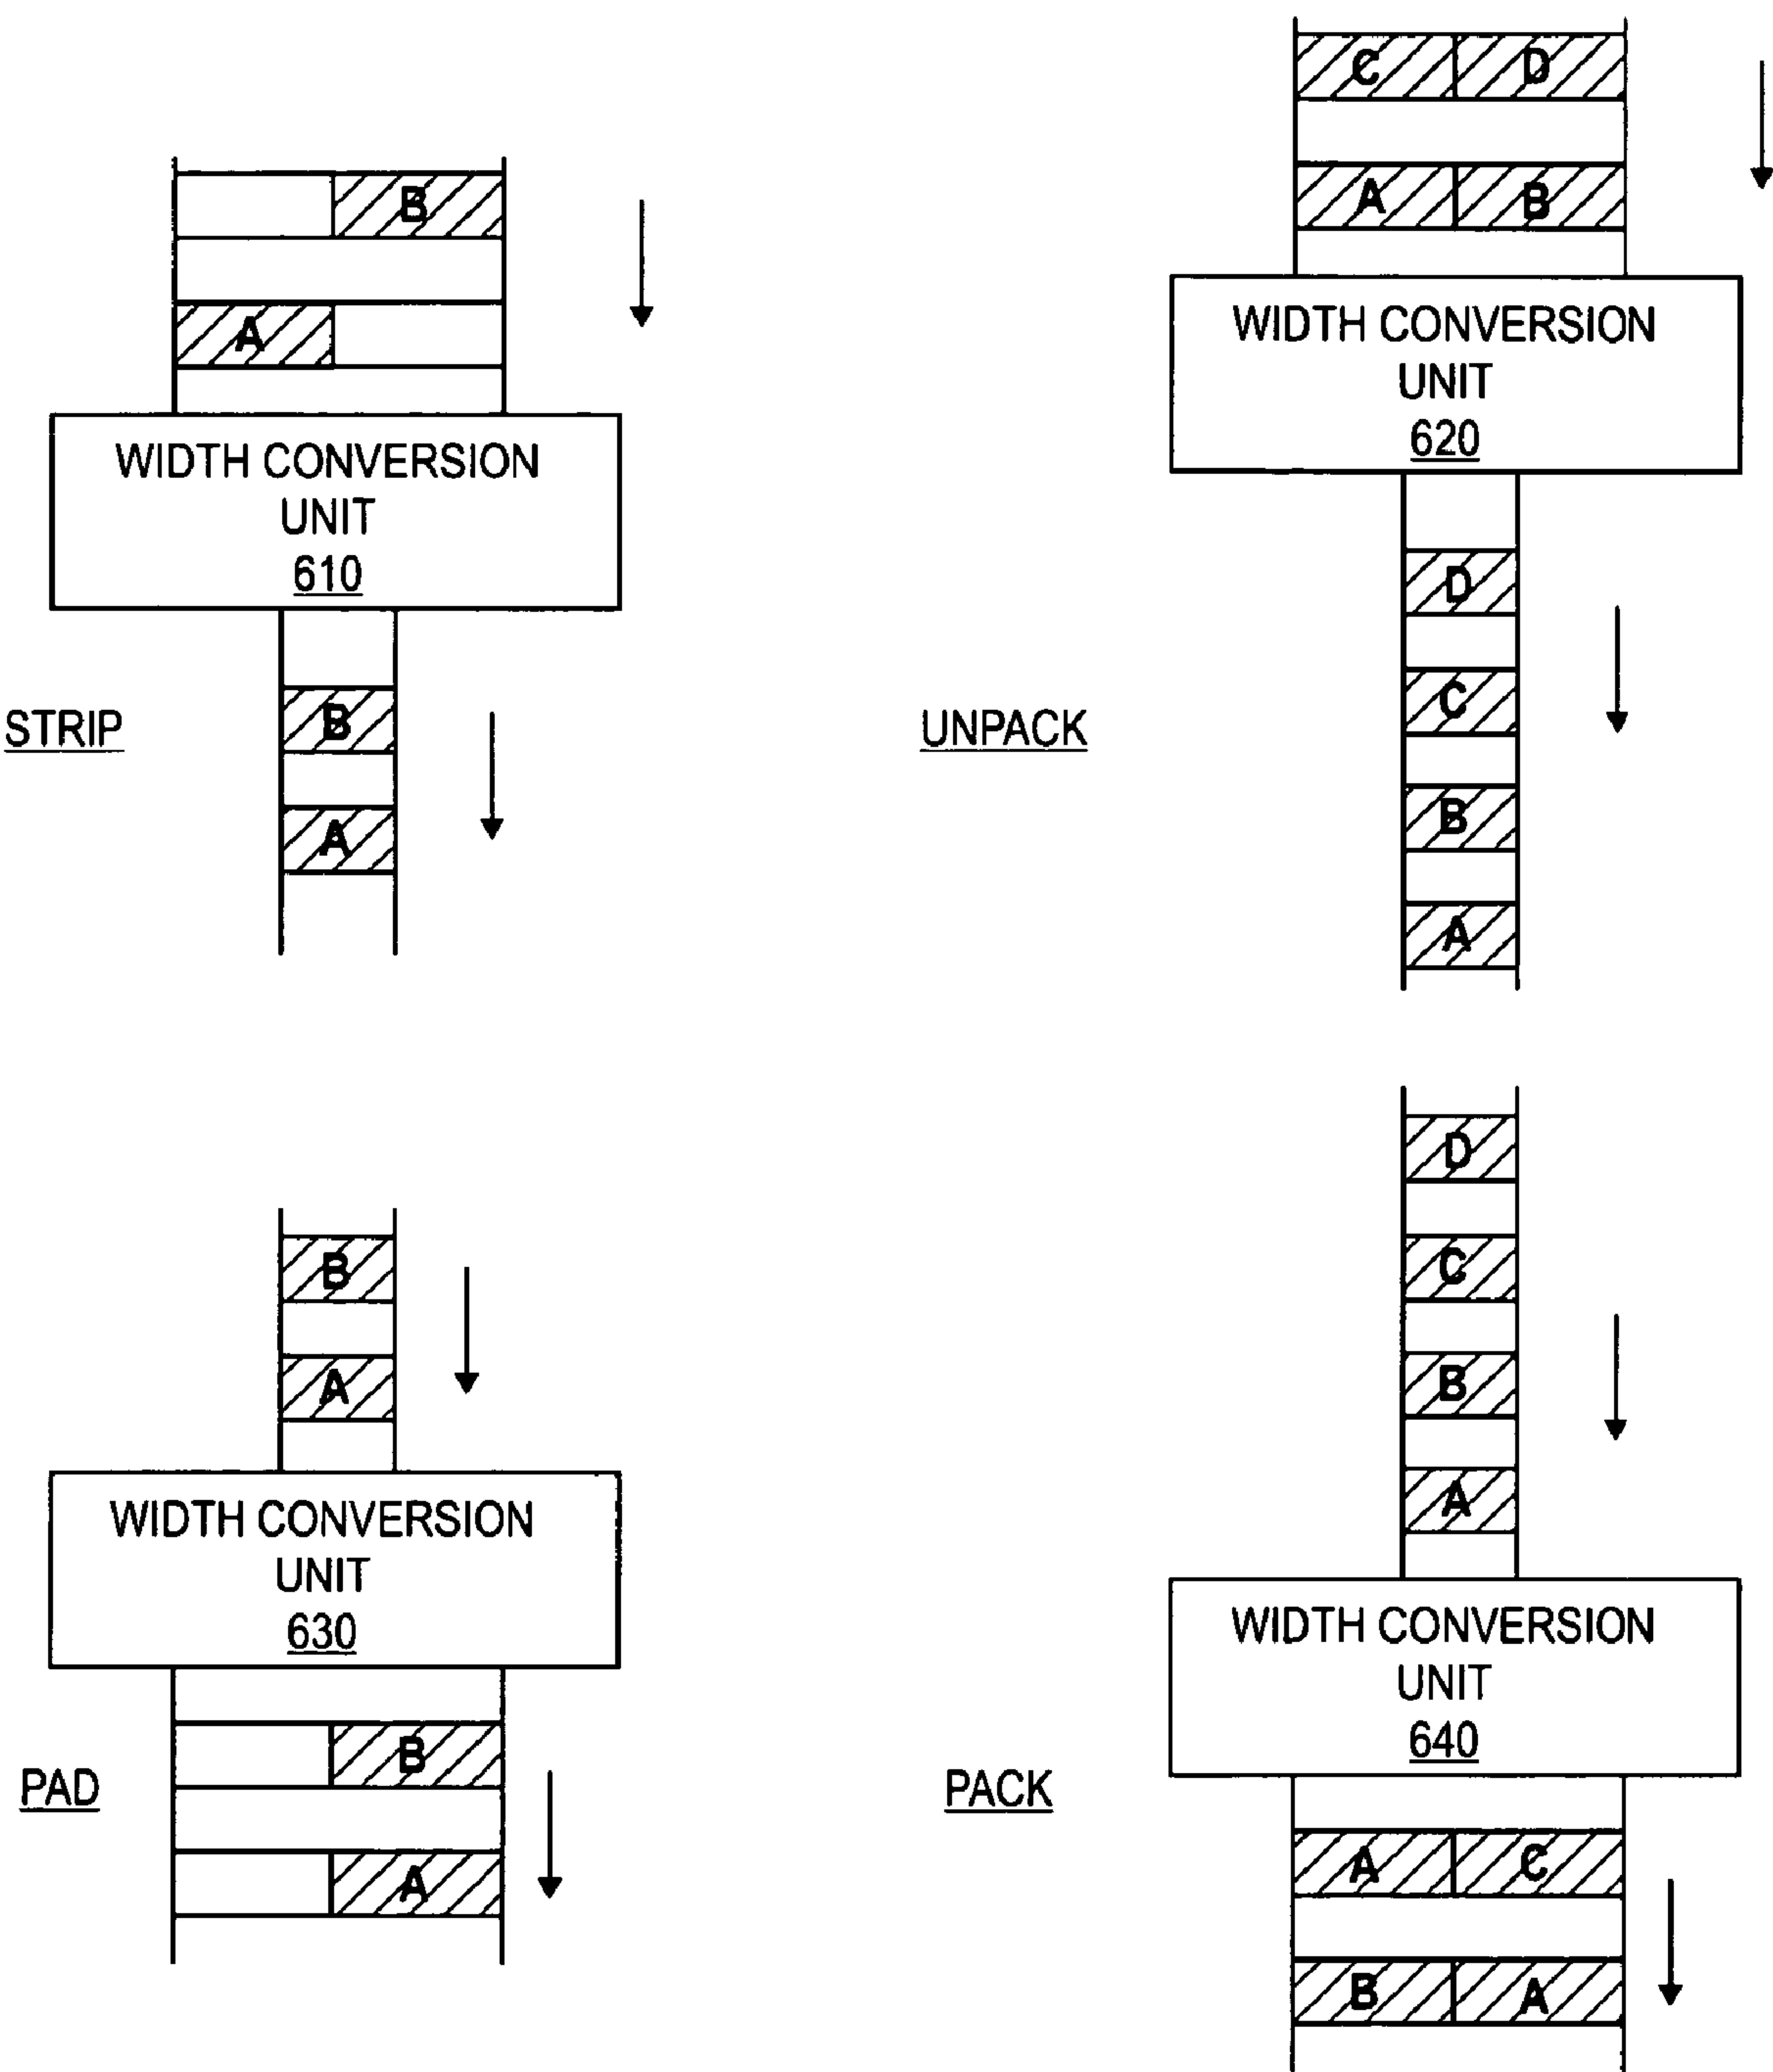 B
A
WIDTH CONVERSION
UNIT
610
STRIP
B
A
C D
A B
WIDTH CONVERSION
UNIT
620
UNPACK
D
C
B
A
B
A
WIDTH CONVERSION
UNIT
630
PAD
B
A
D
C
B
A
WIDTH CONVERSION
UNIT
640
PACK
A C
B A